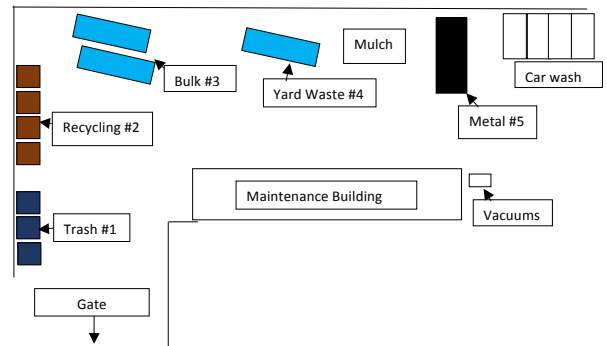 Mulch
Car wash
Bulk #3
Yard Waste #4
Metal #5
Recycling #2
Maintenance Building
Vacuums
Trash #1
Gate